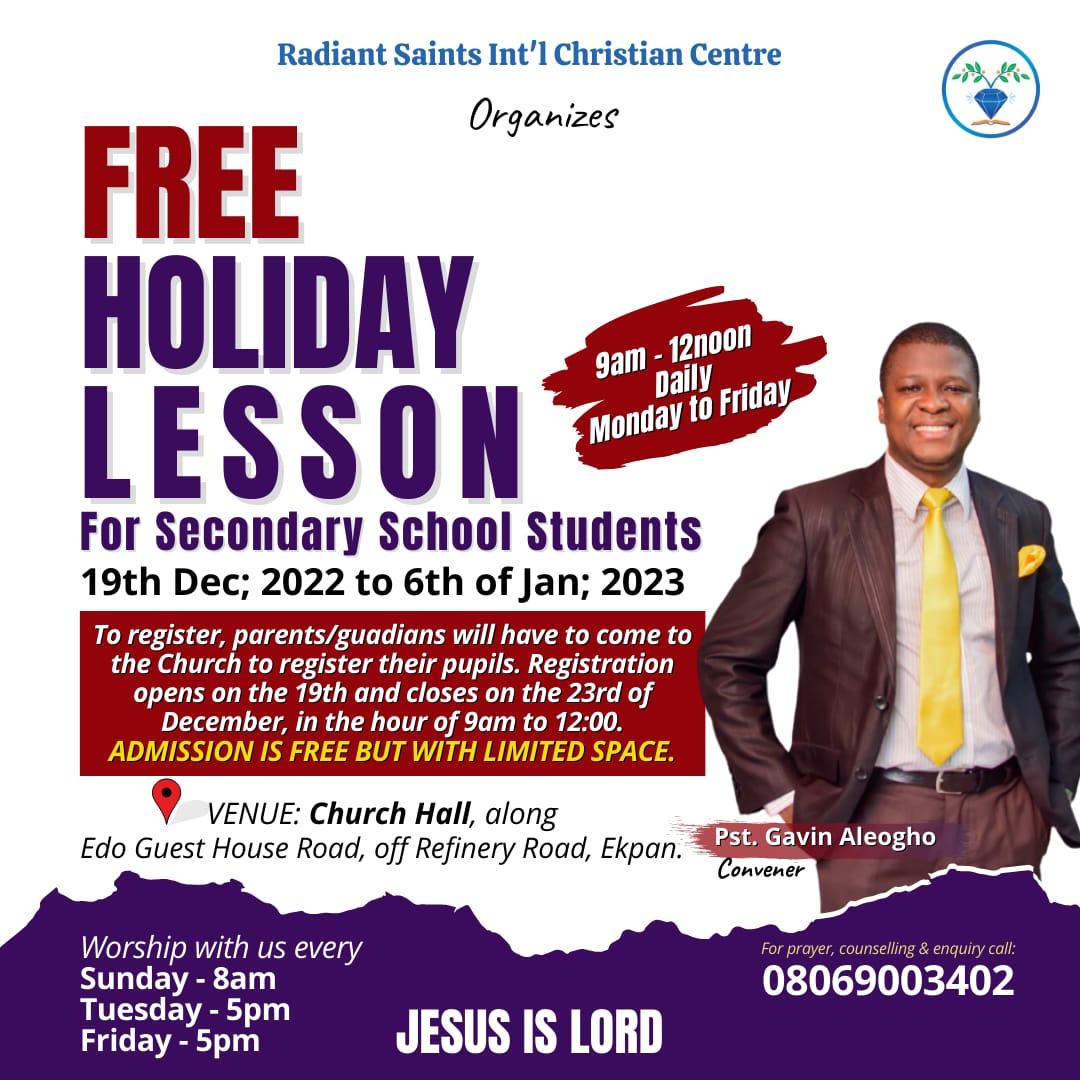 Radiant Saints Int'l Christian Centre
Organizes
FREE
HOLIDAY
LESSON
For Secondary School Students
19th Dec; 2022 to 6th of Jan; 2023
9am - 12noon
Daily
Monday to Friday
To register, parents/guadians will have to come to
the Church to register their pupils. Registration
opens on the 19th and closes on the 23rd of
December, in the hour of 9am to 12:00.
ADMISSION IS FREE BUT WITH LIMITED SPACE.
VENUE: Church Hall, along
Edo Guest House Road, off Refinery Road, Ekpan.
Pst. Gavin Aleogho
Convener
Worship with us every
Sunday - 8am
Tuesday - 5pm
Friday - 5pm
JESUS IS LORD
For prayer, counselling & enquiry call:
08069003402